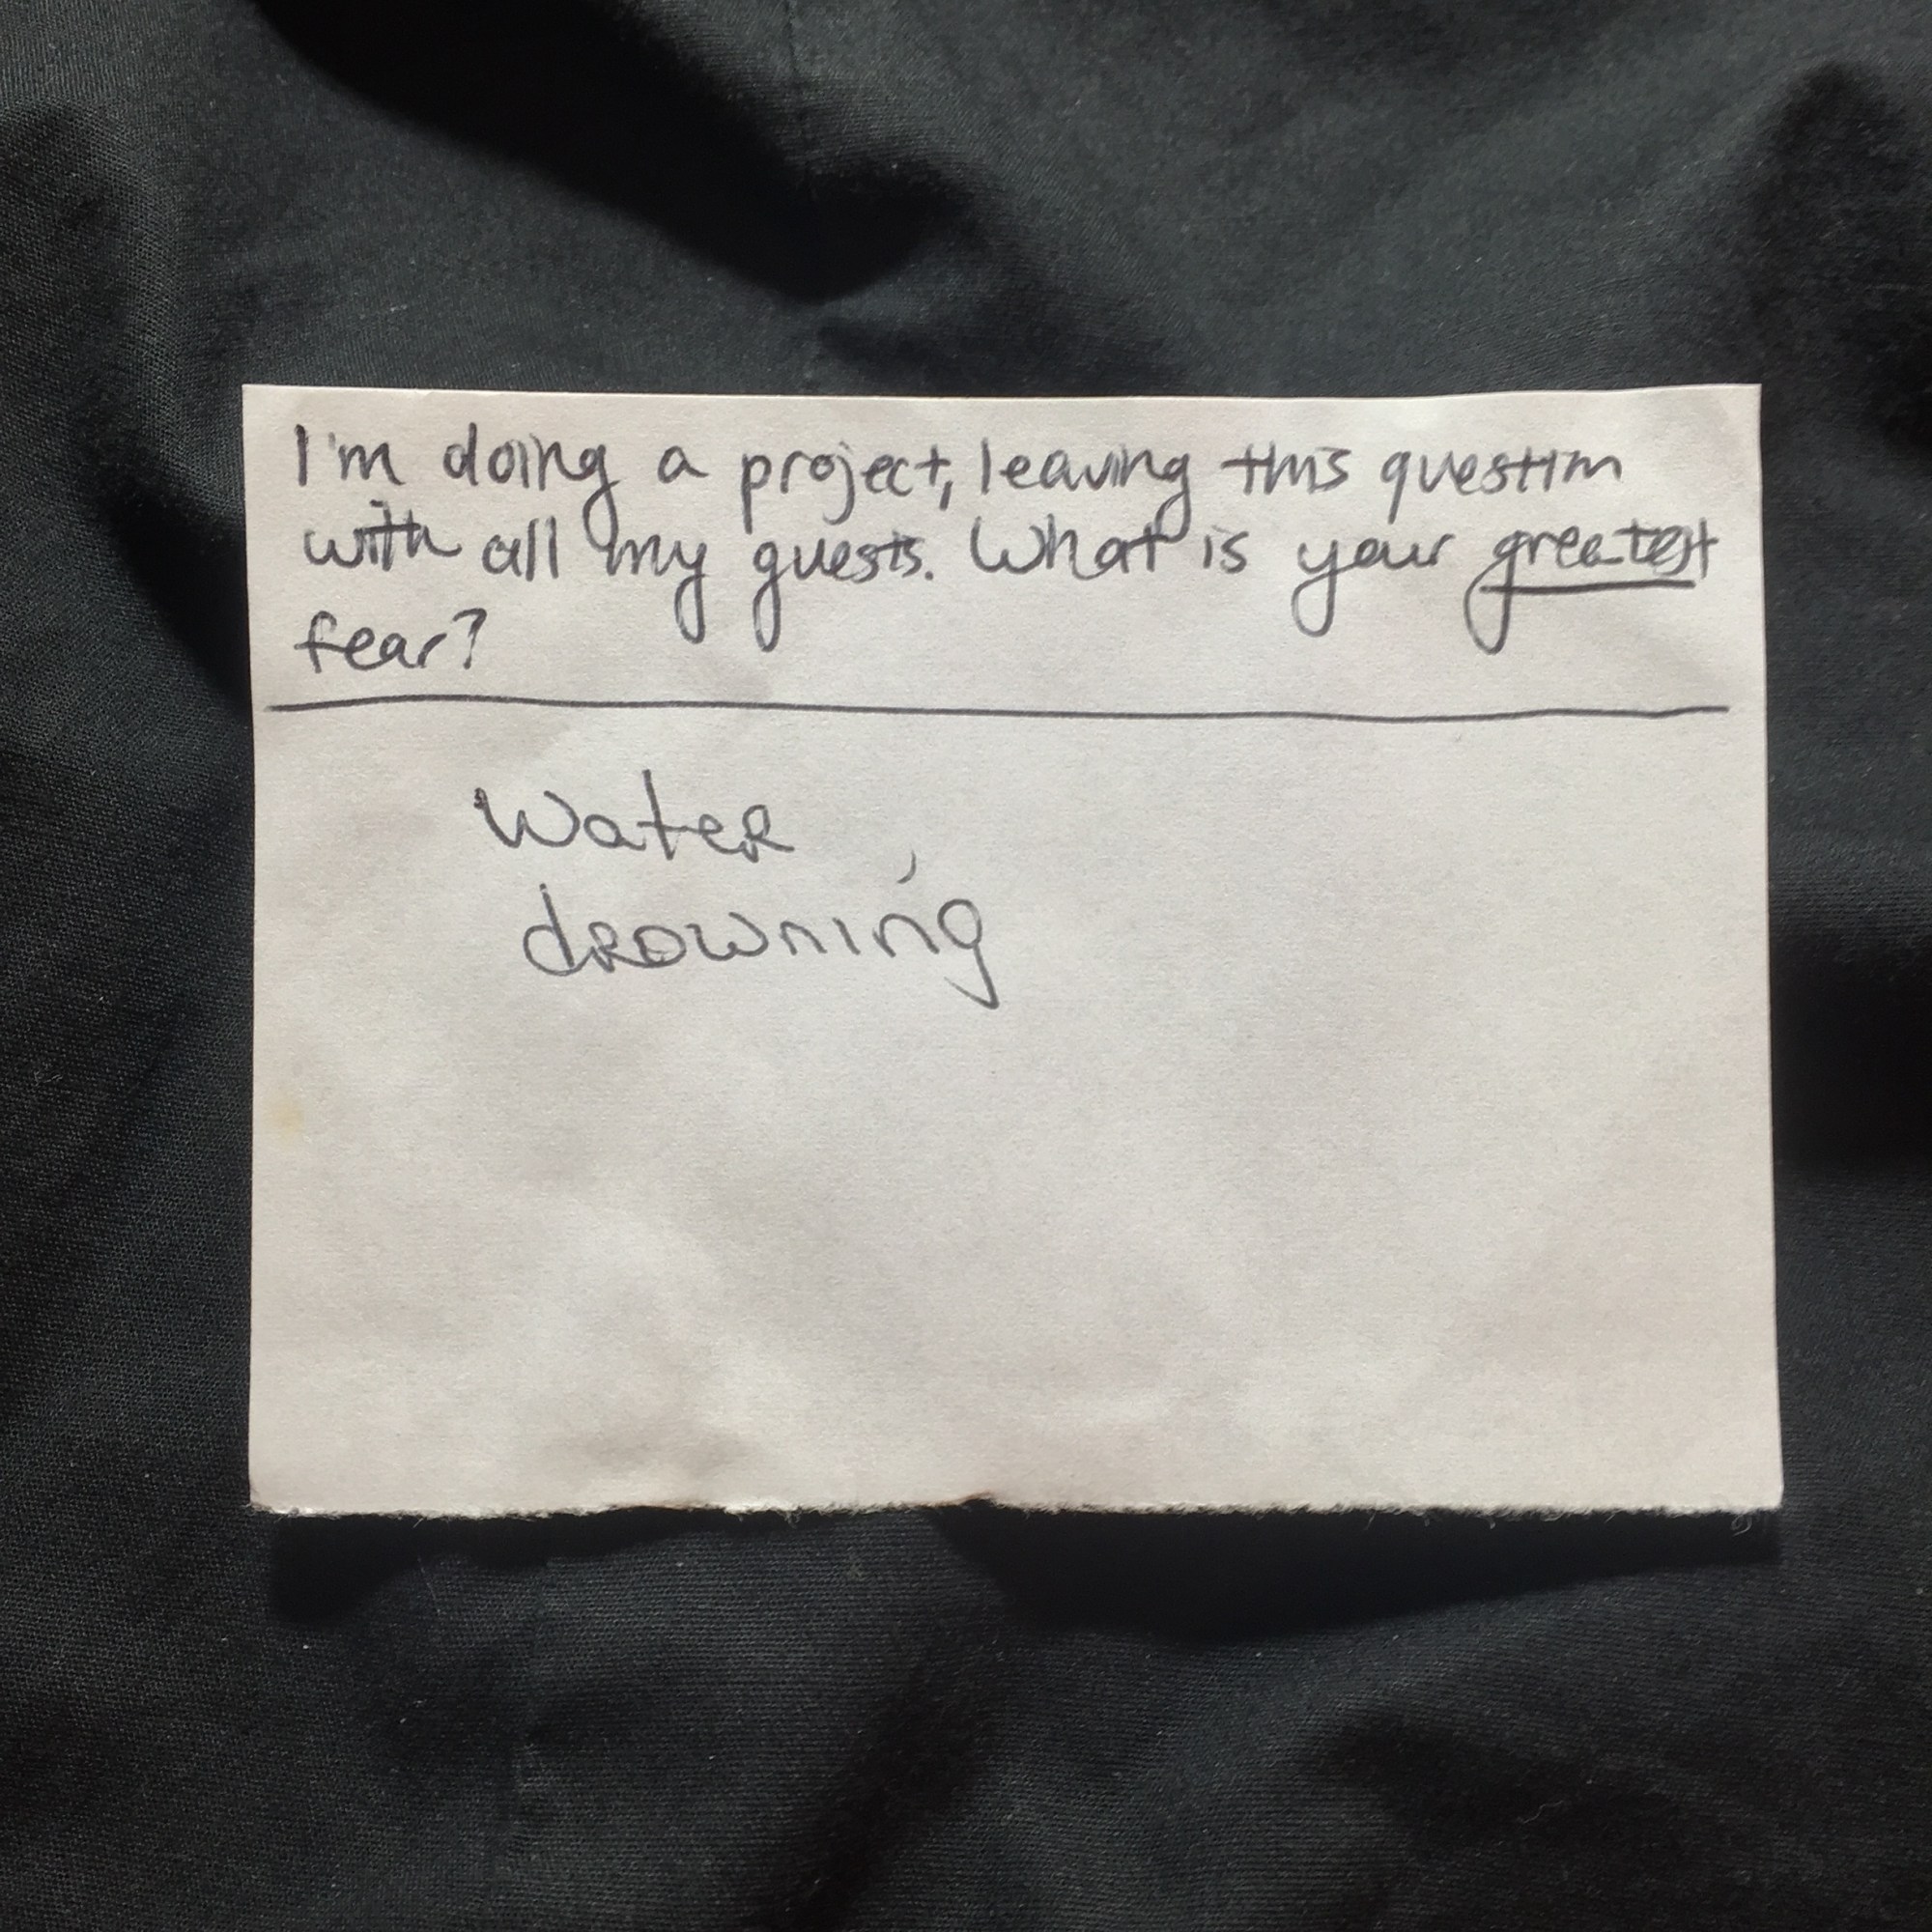 I'm doing a project, leaving this question
with all my guests. What is your greatest
fear?
Water
drowning